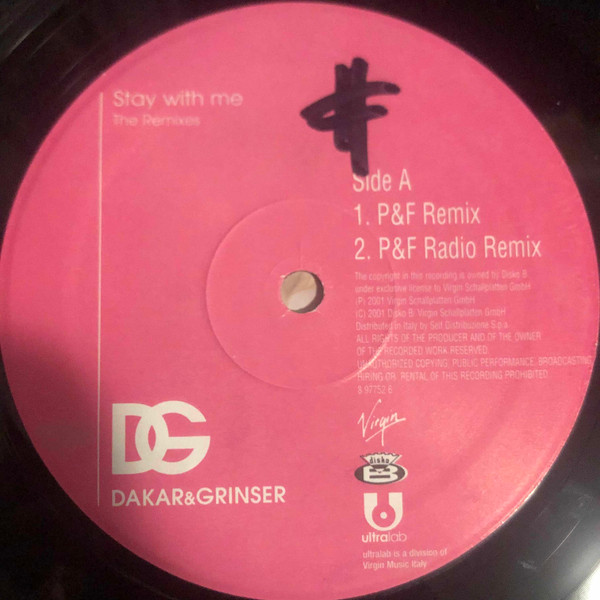 Stay with me
The Remixes
Side A
1. P&F Remix
2. P&F Radio Remix
The copyright in this recording is owned by Disko B
under exclusive license to Virgin Schallplatten GmbH
(P) 2001 Virgin Schallplatten GmbH
(C) 2001 Disko B. Virgin Schallplatten GmbH
Distributed in Italy by Self Distribuzione S.p.a.
ALL RIGHTS OF THE PRODUCER AND OF THE OWNER
OF THE RECORDED WORK RESERVED.
UNAUTHORIZED COPYING, PUBLIC PERFORMANCE, BROADCASTING
HIRING OR, RENTAL OF THIS RECORDING PROHIBITED
8 97752 6
DG
DAKAR&GRINSER
Virgin
disko
B
ultralab
ultralab is a division of
Virgin Music Italy